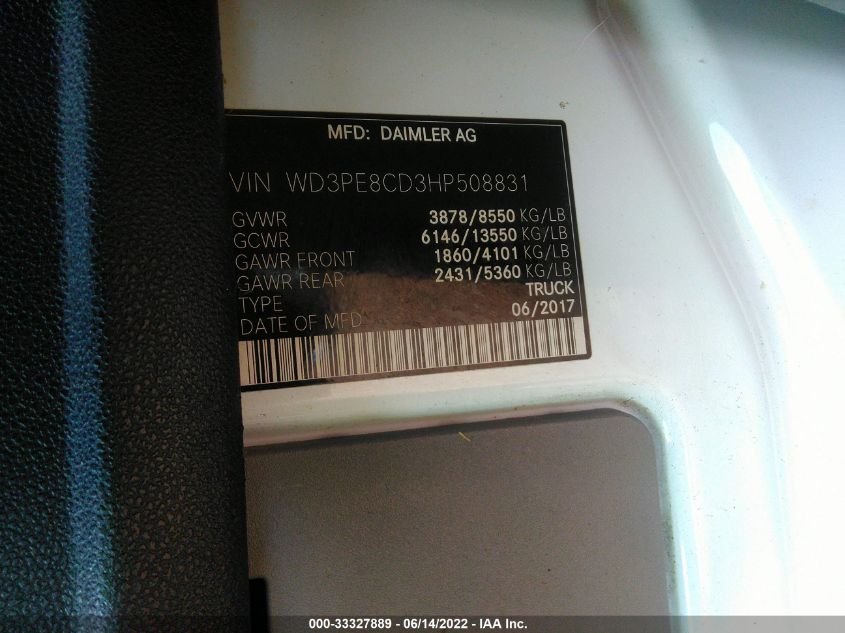 MFD: DAIMLER AG
VIN WD3PE8CD3HP508831
GVWR 3878/8550 KG/LB
GCWR 6146/13550 KG/LB
GAWR FRONT 1860/4101 KG/LB
GAWR REAR 2431/5360 KG/LB
TYPE TRUCK
DATE OF MFD 06/2017
000-33327889 - 06/14/2022 - IAA Inc.